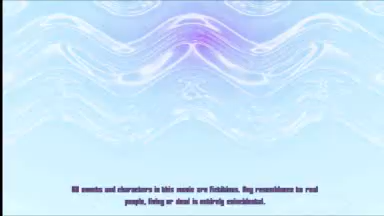 All events and characters in this music are fictitious. Any resemblance to real
people, living or dead is entirely coincidental.